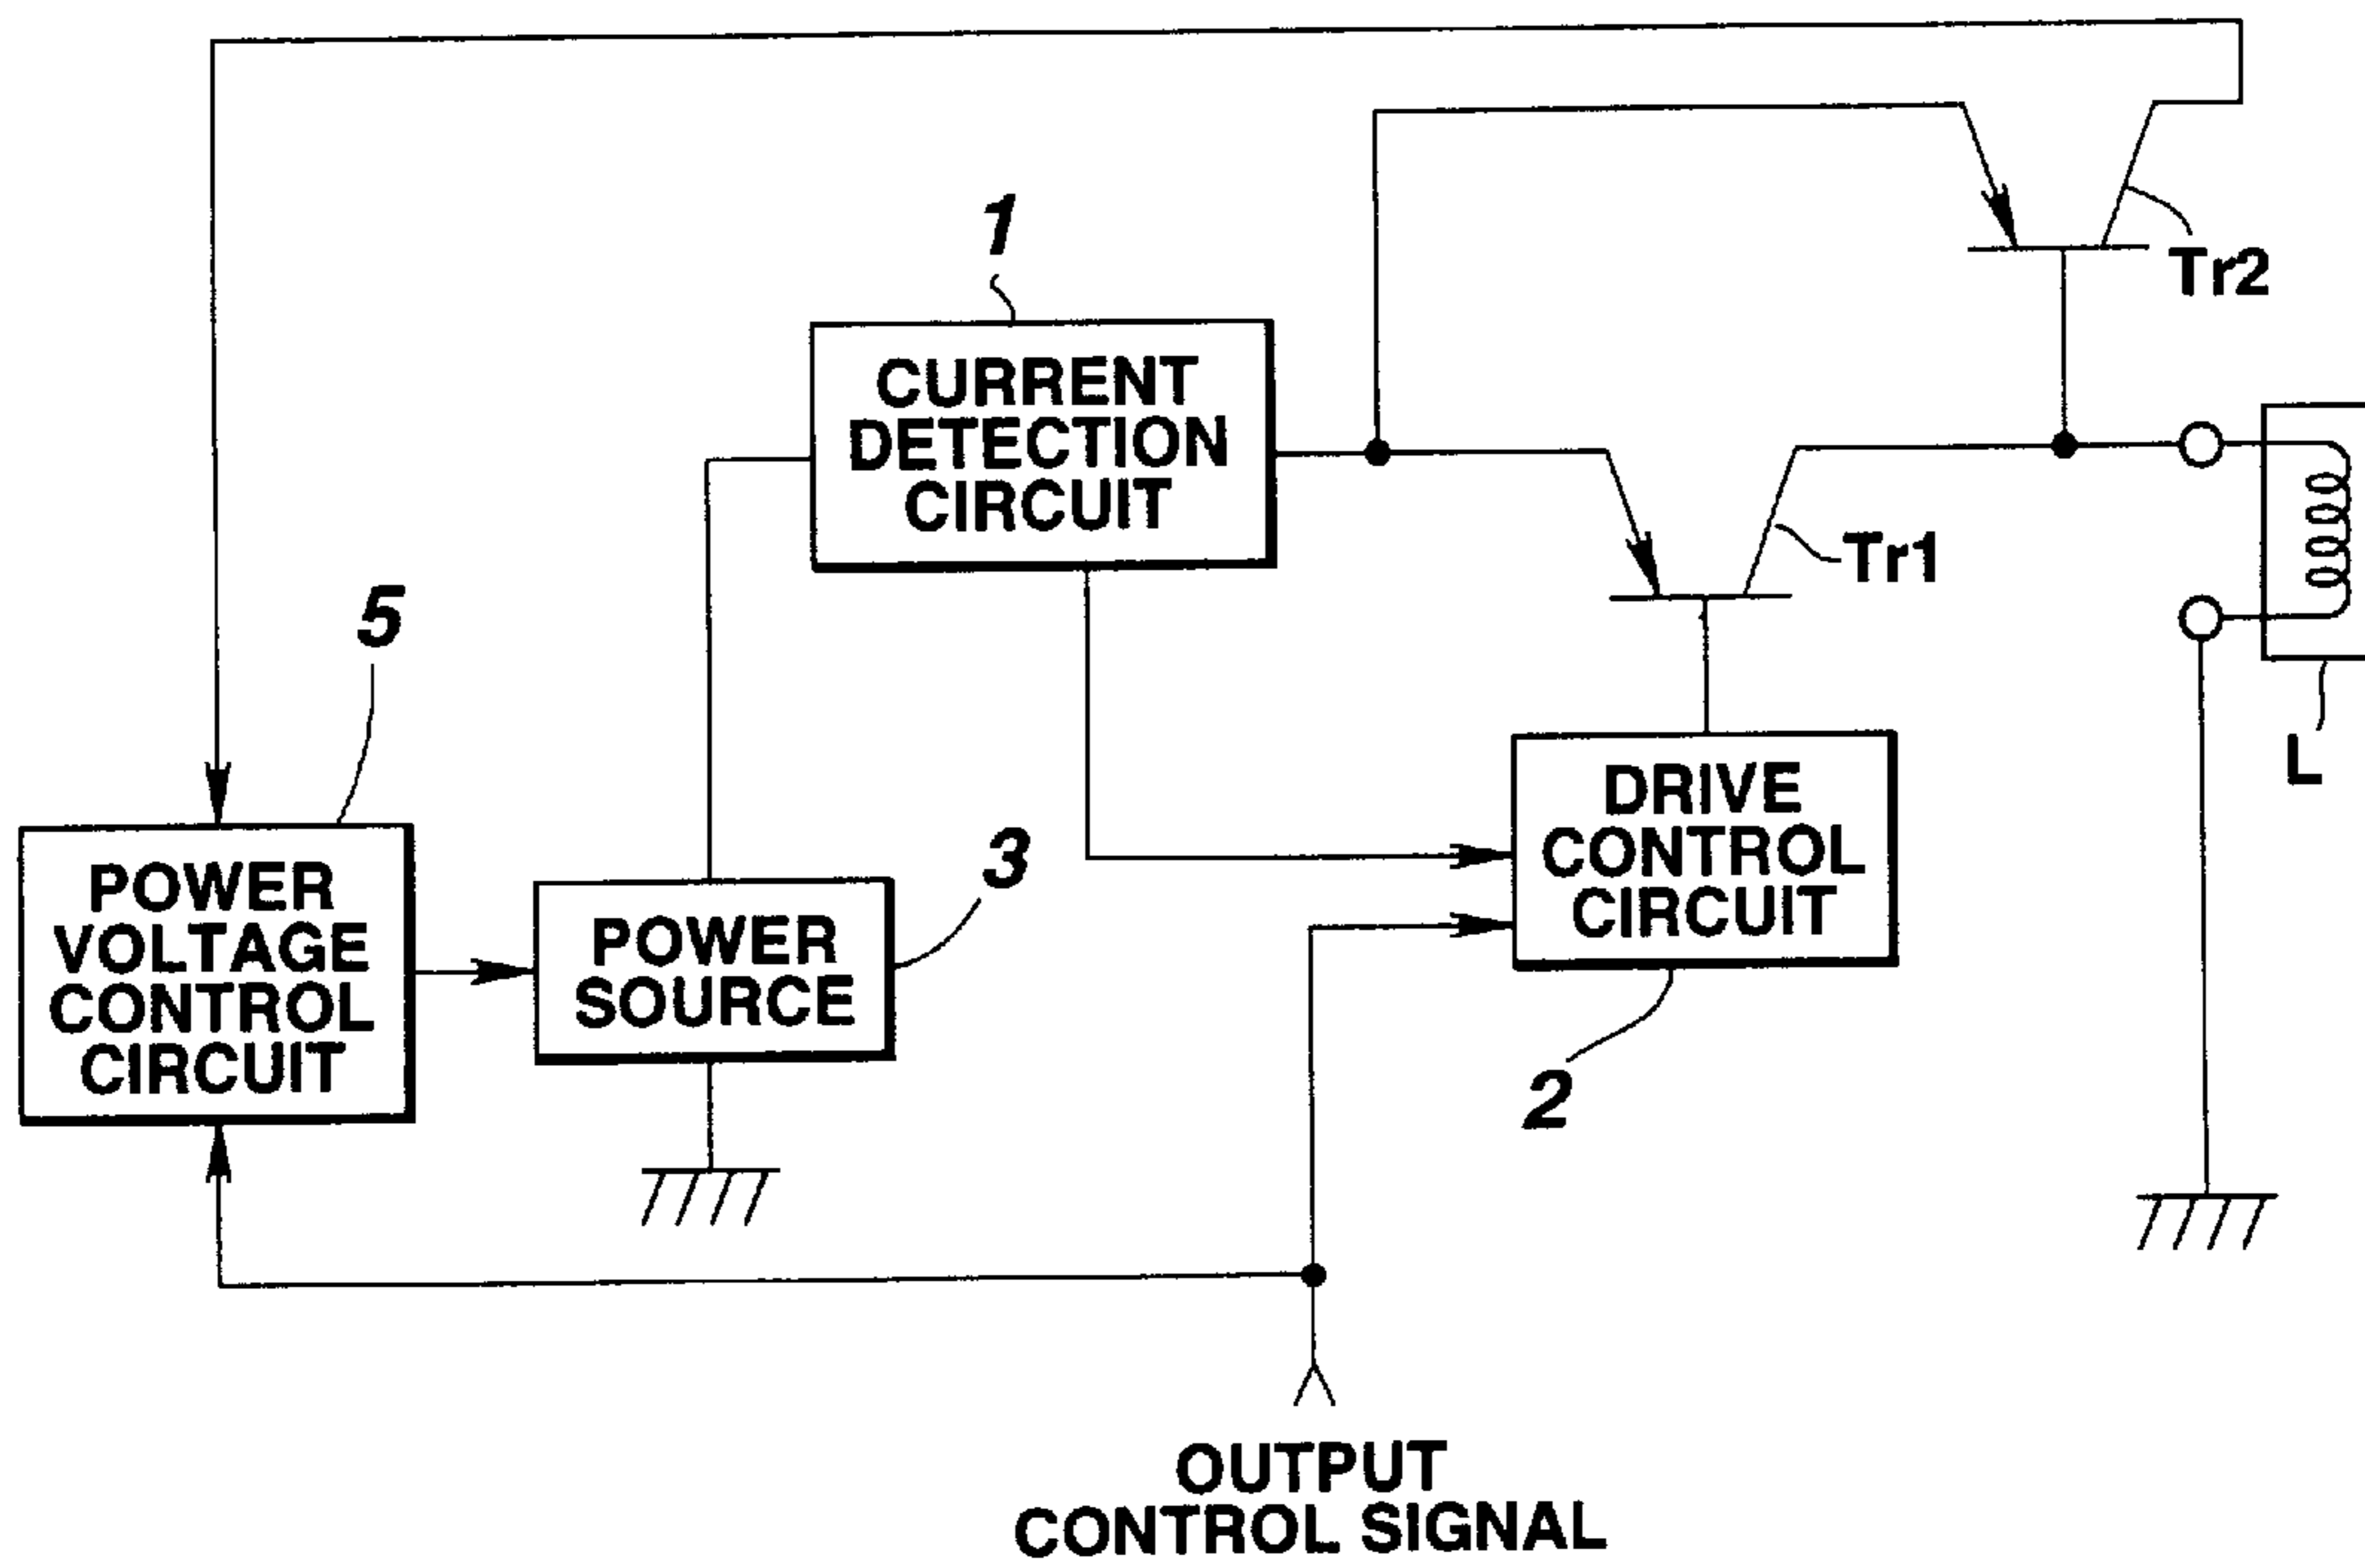 1
CURRENT
DETECTION
CIRCUIT
Tr2
Tr1
L
5
POWER
VOLTAGE
CONTROL
CIRCUIT
3
POWER
SOURCE
DRIVE
CONTROL
CIRCUIT
2
OUTPUT
CONTROL SIGNAL